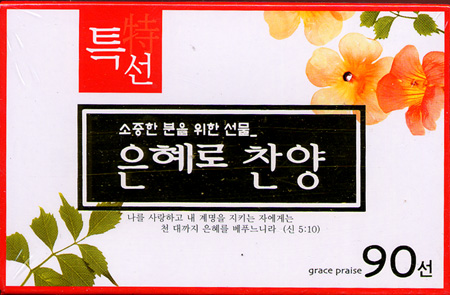 特
특선
소중한 분을 위한 선물_
은혜로 찬양
나를 사랑하고 내 계명을 지키는 자에게는
천 대까지 은혜를 베푸느니라 (신 5:10)
grace praise 90선